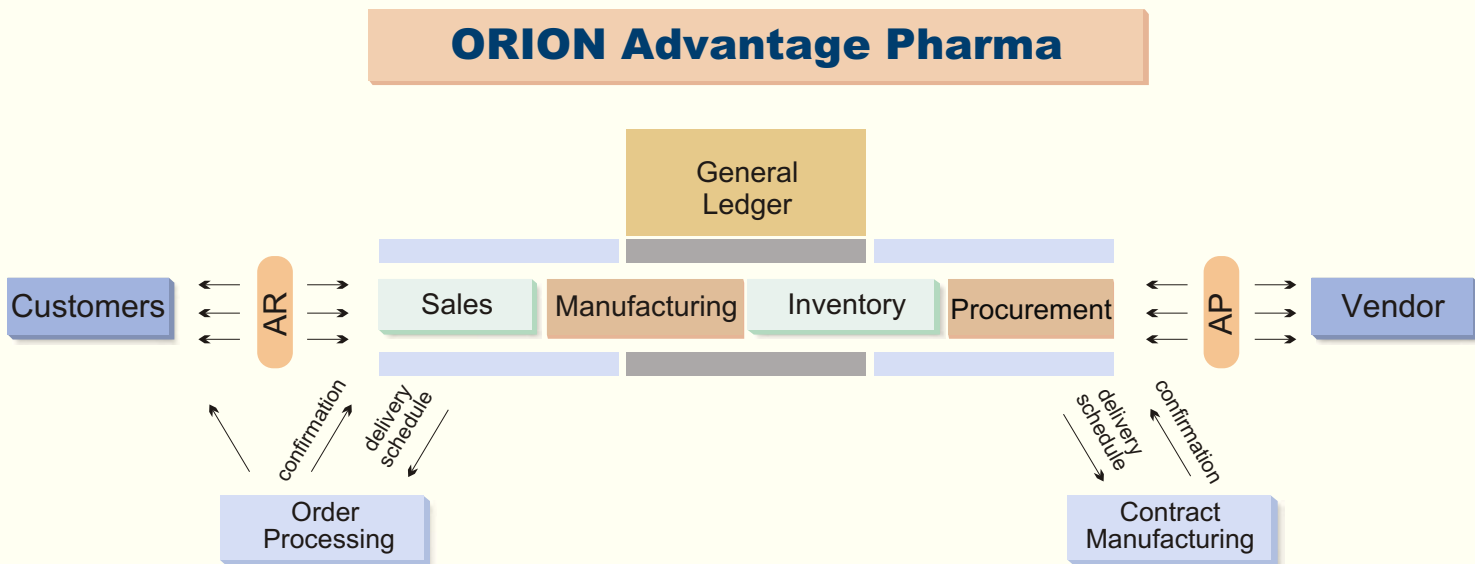 ORION Advantage Pharma
General
Ledger
Customers
AR
Sales
Manufacturing
Inventory
Procurement
AP
Vendor
confirmation
delivery
schedule
delivery
schedule
confirmation
Order
Processing
Contract
Manufacturing